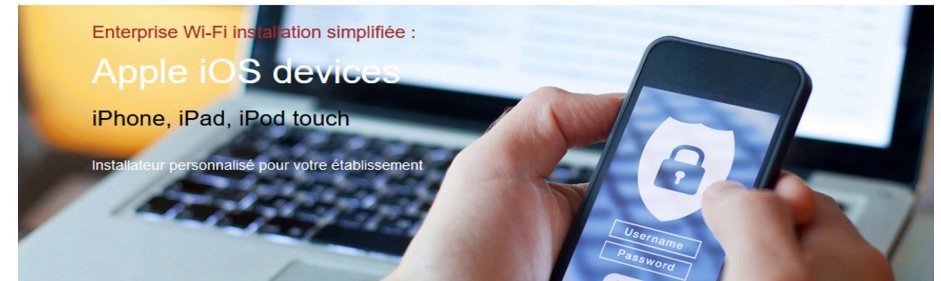 Enterprise Wi-Fi installation simplifiée :
Apple iOS devices
iPhone, iPad, iPod touch
Installateur personnalisé pour votre établissement
Username
Password